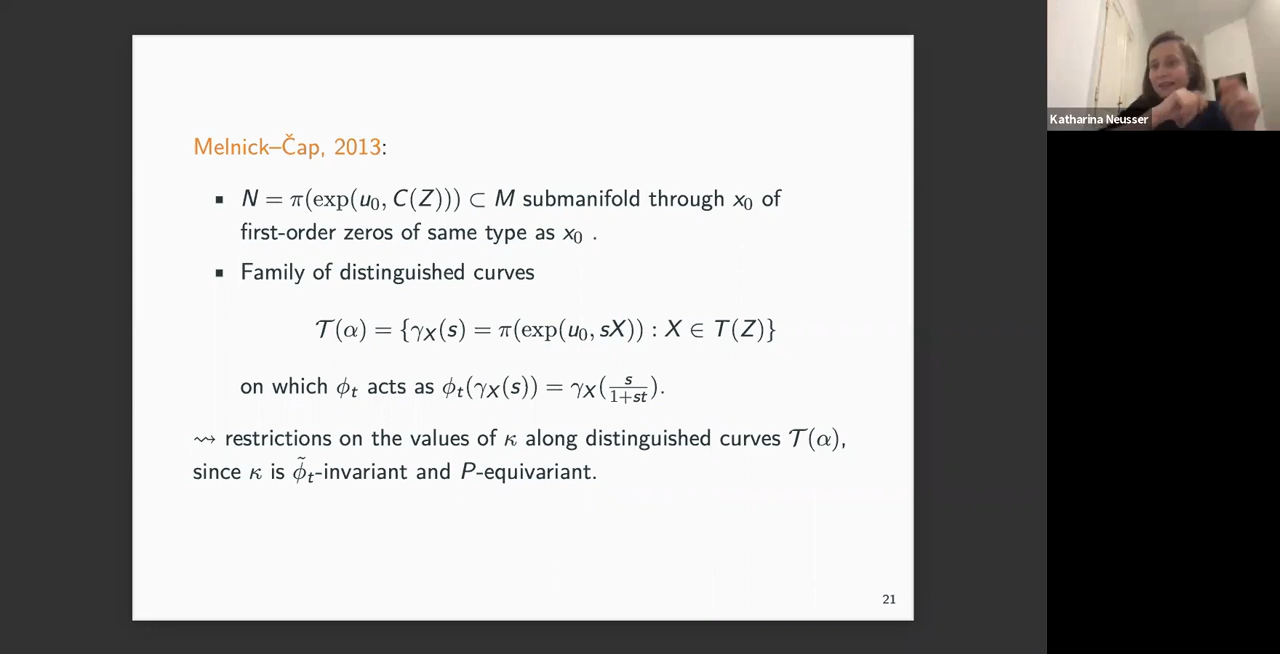 Melnick–Čap, 2013:
▪ N = π(exp(u₀, C(Z))) ⊂ M submanifold through x₀ of
first-order zeros of same type as x₀ .
▪ Family of distinguished curves
𝒯(α) = {γ_X(s) = π(exp(u₀, sX)) : X ∈ T(Z)}
on which ϕ_t acts as ϕ_t(γ_X(s)) = γ_X(s/(1+st)).
⇝ restrictions on the values of κ along distinguished curves 𝒯(α),
since κ is ϕ̃_t-invariant and P-equivariant.
21
Katharina Neusser